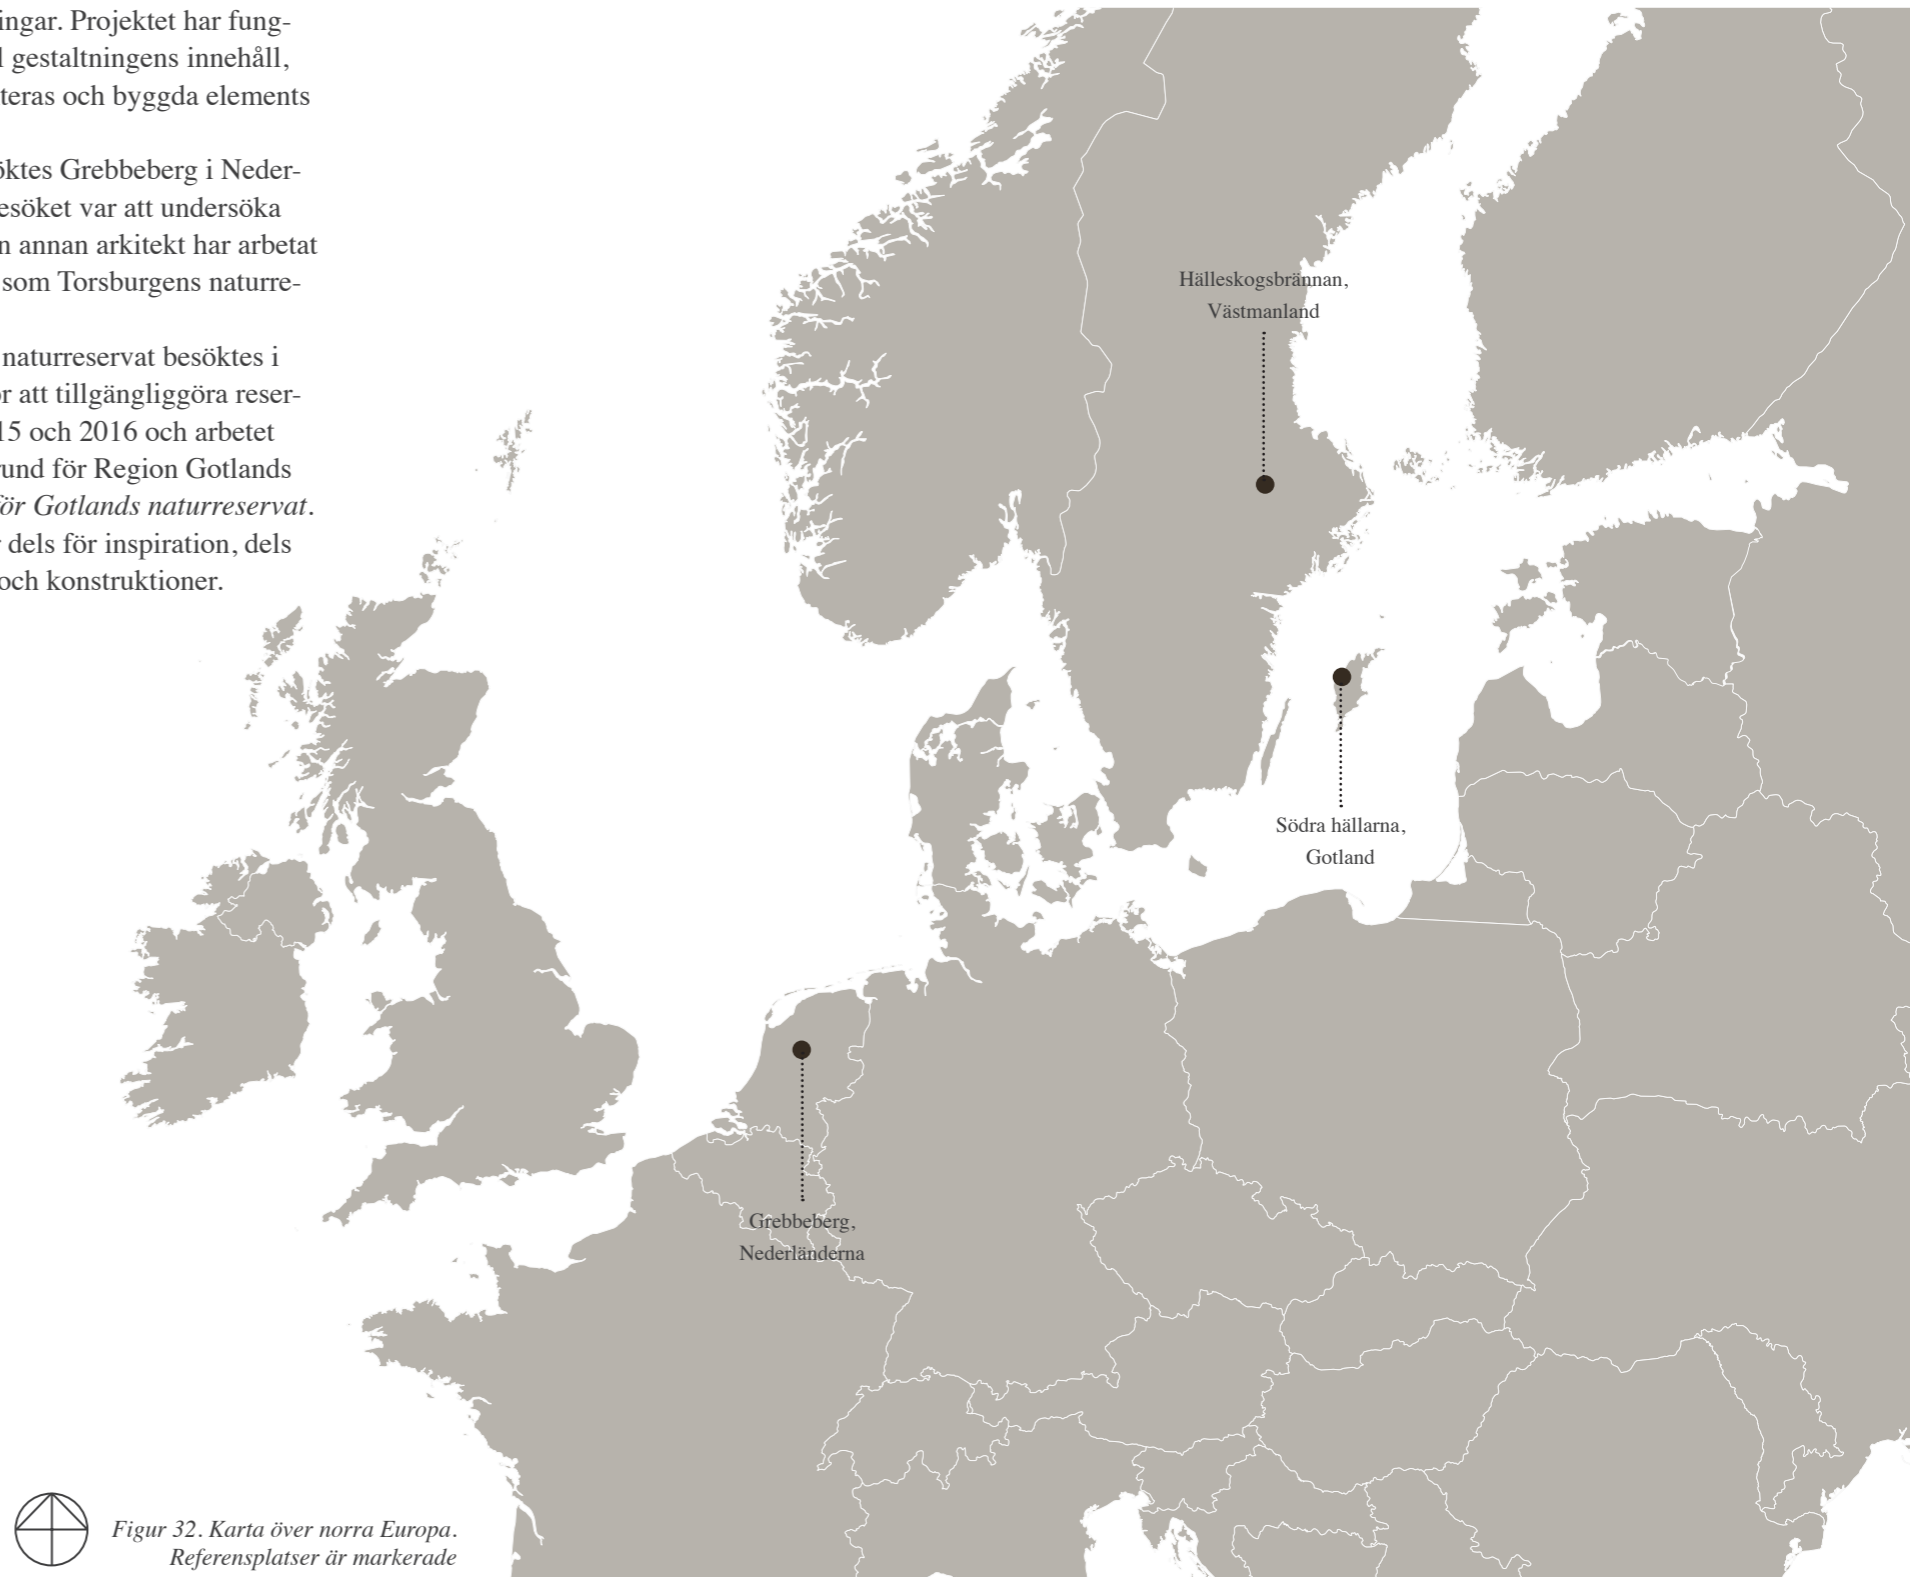 ingar. Projektet har fung-
l gestaltningens innehåll,
teras och byggda elements
öktes Grebbeberg i Neder-
esöket var att undersöka
n annan arkitekt har arbetat
som Torsburgens naturre-
naturreservat besöktes i
r att tillgängliggöra reser-
15 och 2016 och arbetet
rund för Region Gotlands
för Gotlands naturreservat.
r dels för inspiration, dels
och konstruktioner.
Hälleskogsbrännan,
Västmanland
Södra hällarna,
Gotland
Grebbeberg,
Nederländerna
Figur 32. Karta över norra Europa.
Referensplatser är markerade